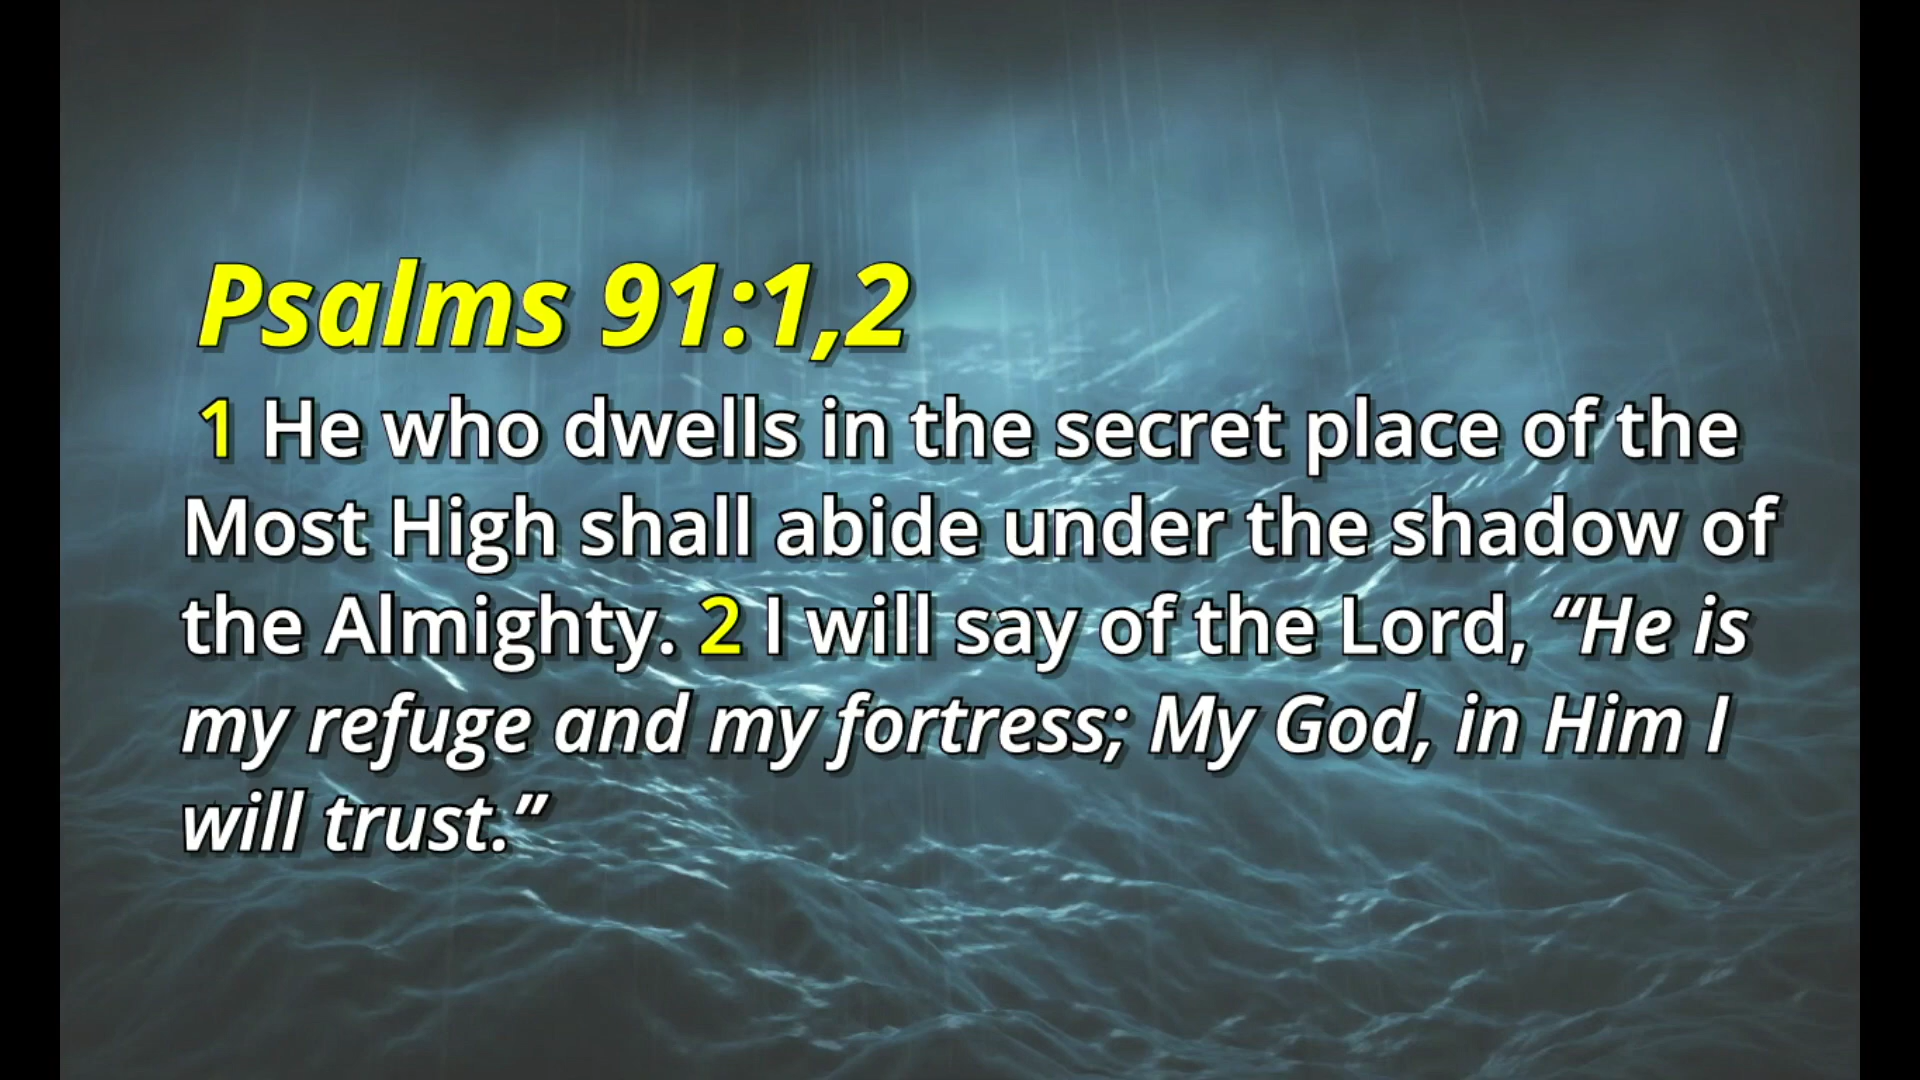 Psalms 91:1,2
1 He who dwells in the secret place of the
Most High shall abide under the shadow of
the Almighty. 2 I will say of the Lord, “He is
my refuge and my fortress; My God, in Him I
will trust.”